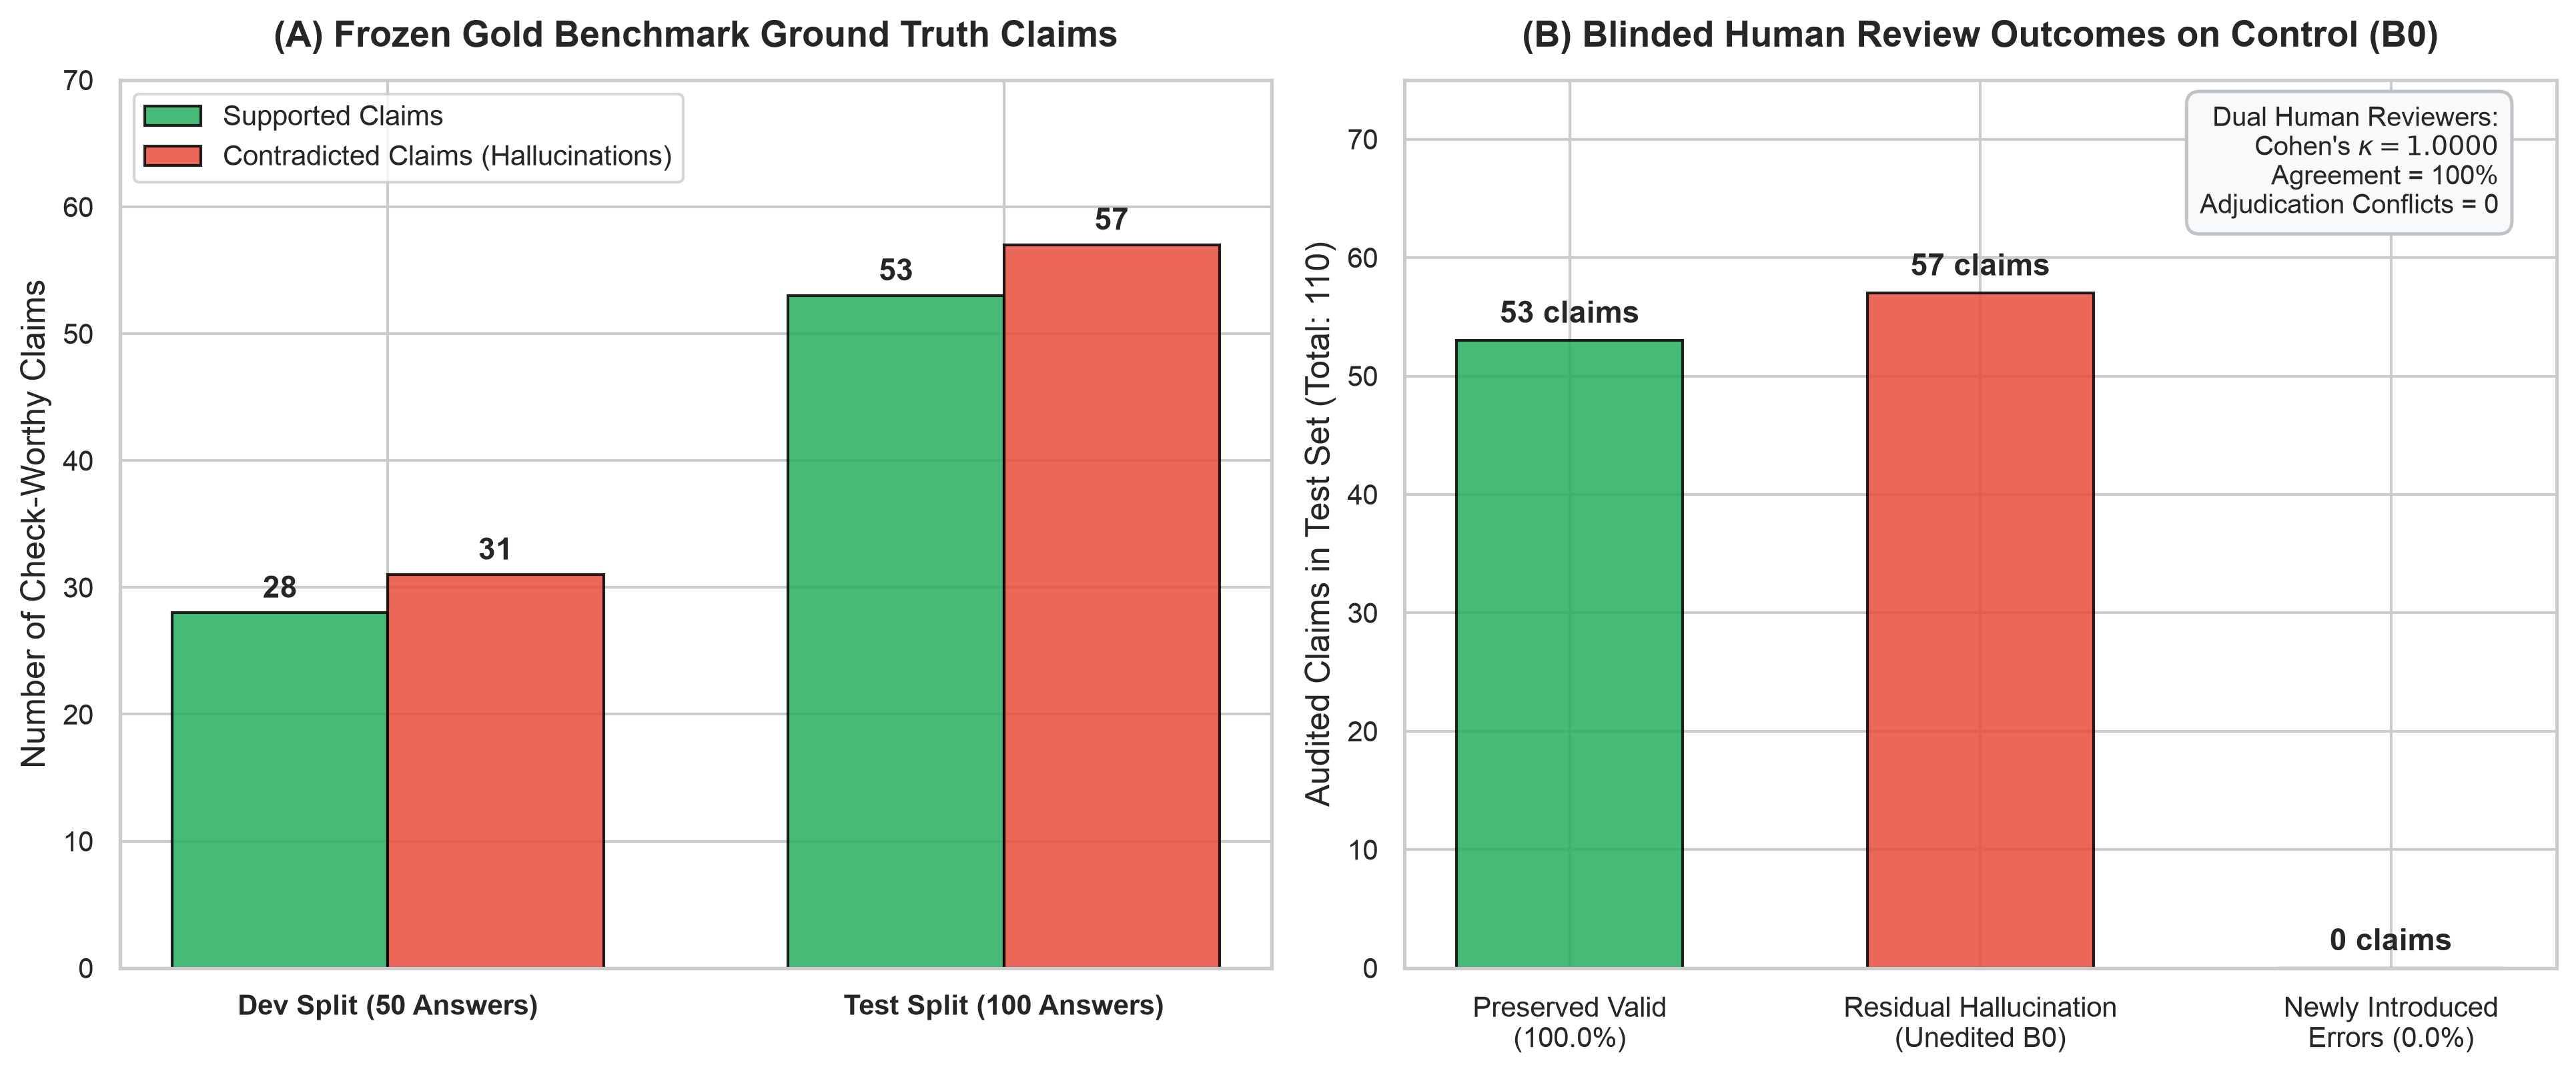 (A) Frozen Gold Benchmark Ground Truth Claims
Supported Claims
Contradicted Claims (Hallucinations)
Number of Check-Worthy Claims
70
60
50
40
30
20
10
0
28
31
53
57
Dev Split (50 Answers)
Test Split (100 Answers)
(B) Blinded Human Review Outcomes on Control (B0)
Dual Human Reviewers:
Cohen's κ = 1.0000
Agreement = 100%
Adjudication Conflicts = 0
Audited Claims in Test Set (Total: 110)
70
60
50
40
30
20
10
0
53 claims
57 claims
0 claims
Preserved Valid
(100.0%)
Residual Hallucination
(Unedited B0)
Newly Introduced
Errors (0.0%)